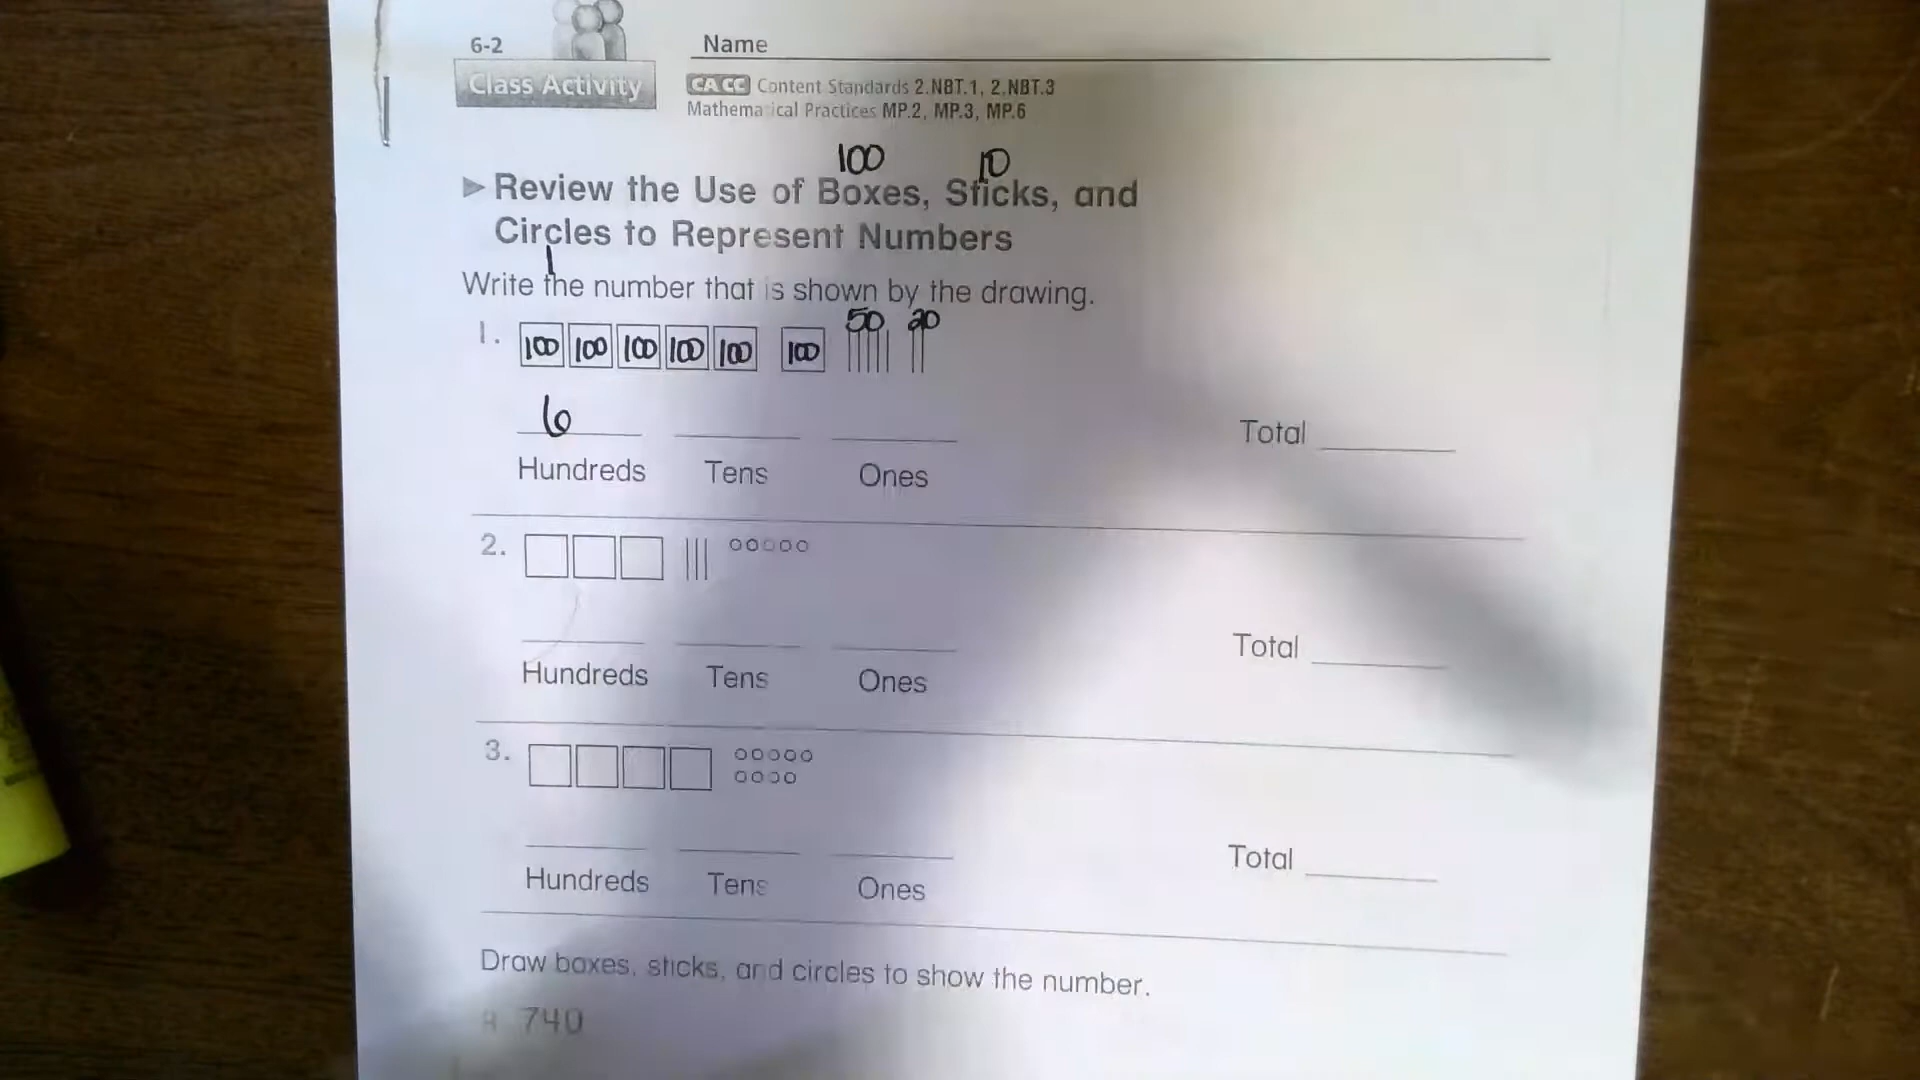 6-2
Name
Class Activity
CA CC Content Standards 2.NBT.1, 2.NBT.3
Mathematical Practices MP.2, MP.3, MP.6
100 10
Review the Use of Boxes, Sticks, and
Circles to Represent Numbers
1
Write the number that is shown by the drawing.
50 20
1. 100 100 100 100 100 100
6
Total
Hundreds Tens Ones
2.
Total
Hundreds Tens Ones
3.
Total
Hundreds Tens Ones
Draw boxes, sticks, and circles to show the number.
740